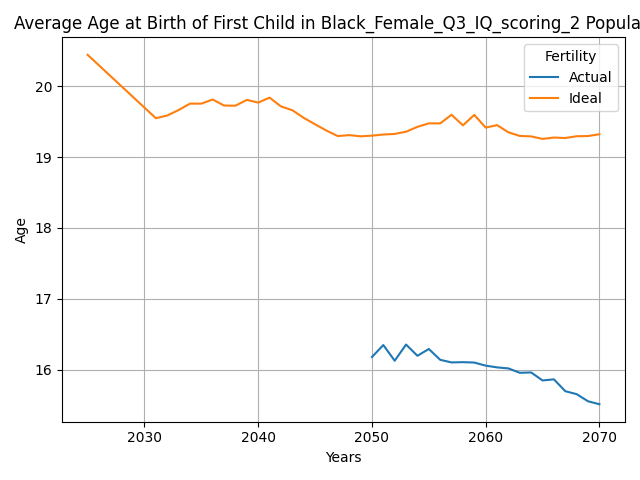 Average Age at Birth of First Child in Black_Female_Q3_IQ_scoring_2 Popula
Fertility
Actual
Ideal
Age
20
19
18
17
16
2030 2040 2050 2060 2070
Years